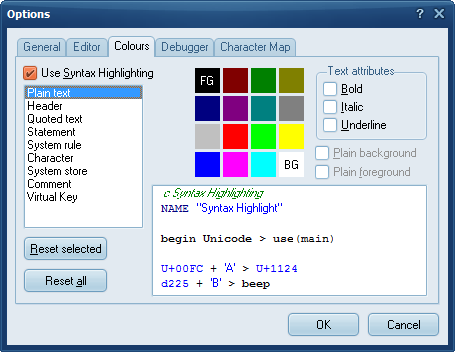 Options
General Editor Colours Debugger Character Map
Use Syntax Highlighting
Plain text
Header
Quoted text
Statement
System rule
Character
System store
Comment
Virtual Key
Reset selected
Reset all
FG
BG
Text attributes
Bold
Italic
Underline
Plain background
Plain foreground
c Syntax Highlighting
NAME "Syntax Highlight"
begin Unicode > use(main)
U+00FC + 'A' > U+1124
d225 + 'B' > beep
OK Cancel